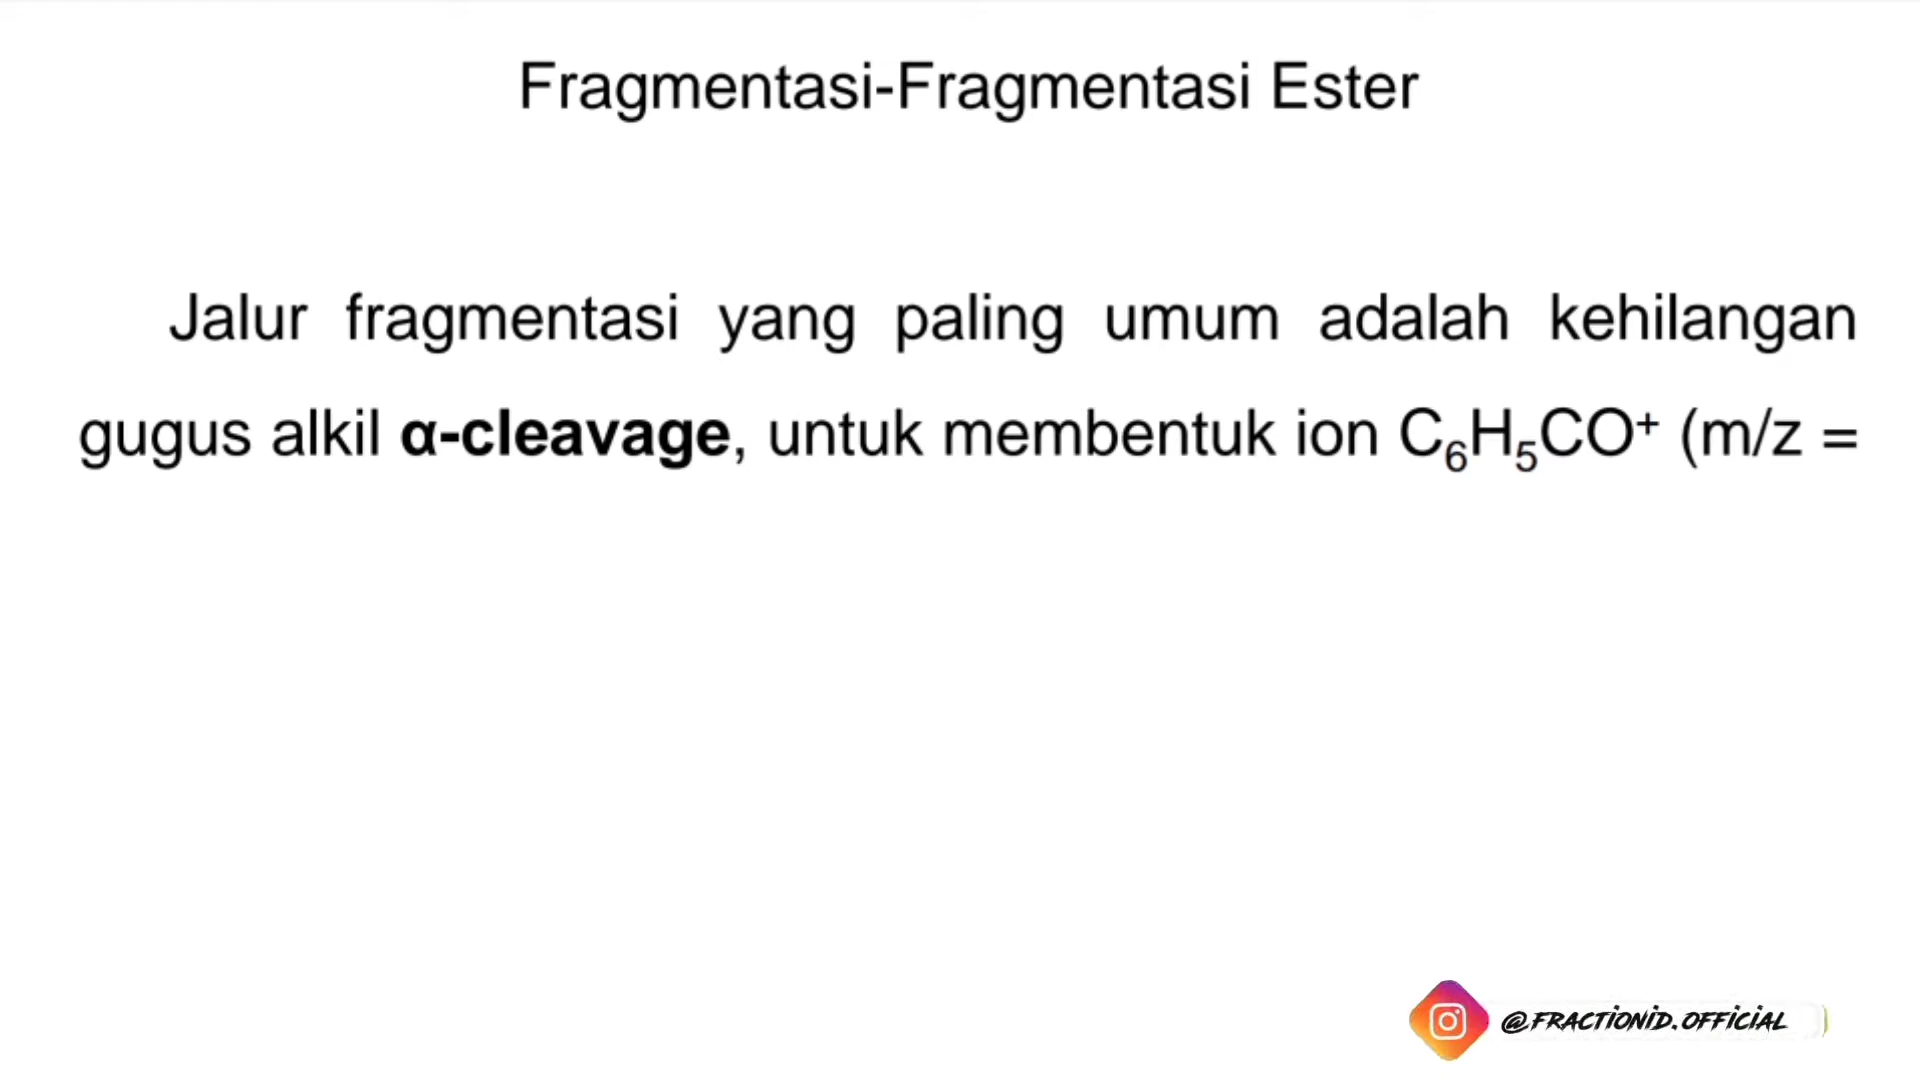 Fragmentasi-Fragmentasi Ester
Jalur fragmentasi yang paling umum adalah kehilangan
gugus alkil α-cleavage, untuk membentuk ion C₆H₅CO⁺ (m/z =
@FRACTIONID.OFFICIAL